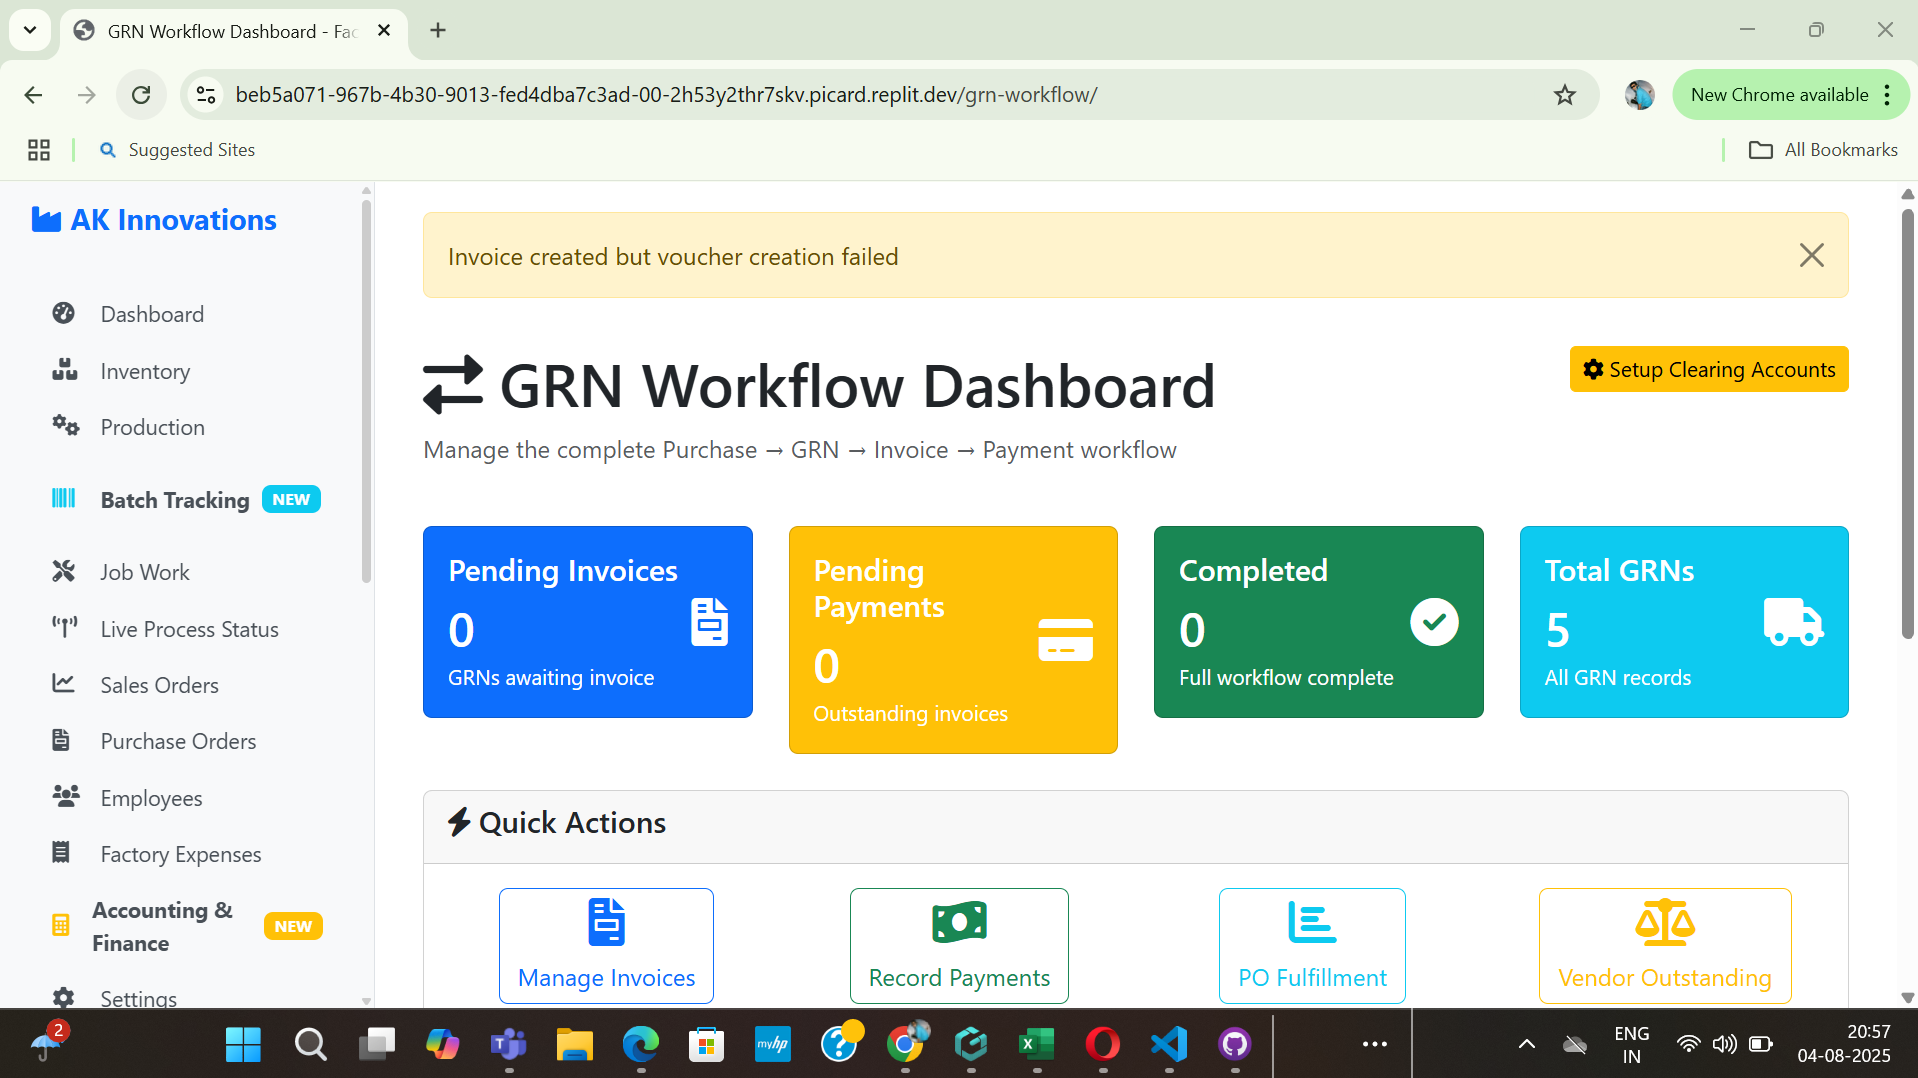 GRN Workflow Dashboard - Fac
beb5a071-967b-4b30-9013-fed4dba7c3ad-00-2h53y2thr7skv.picard.replit.dev/grn-workflow/
New Chrome available
Suggested Sites
All Bookmarks
AK Innovations
Dashboard
Inventory
Production
Batch Tracking NEW
Job Work
Live Process Status
Sales Orders
Purchase Orders
Employees
Factory Expenses
Accounting &
Finance
NEW
Settings
Invoice created but voucher creation failed
GRN Workflow Dashboard
Setup Clearing Accounts
Manage the complete Purchase → GRN → Invoice → Payment workflow
Pending Invoices
0
GRNs awaiting invoice
Pending
Payments
0
Outstanding invoices
Completed
0
Full workflow complete
Total GRNs
5
All GRN records
Quick Actions
Manage Invoices
Record Payments
PO Fulfillment
Vendor Outstanding
2
T
myhp
?
X
ENG
IN
20:57
04-08-2025